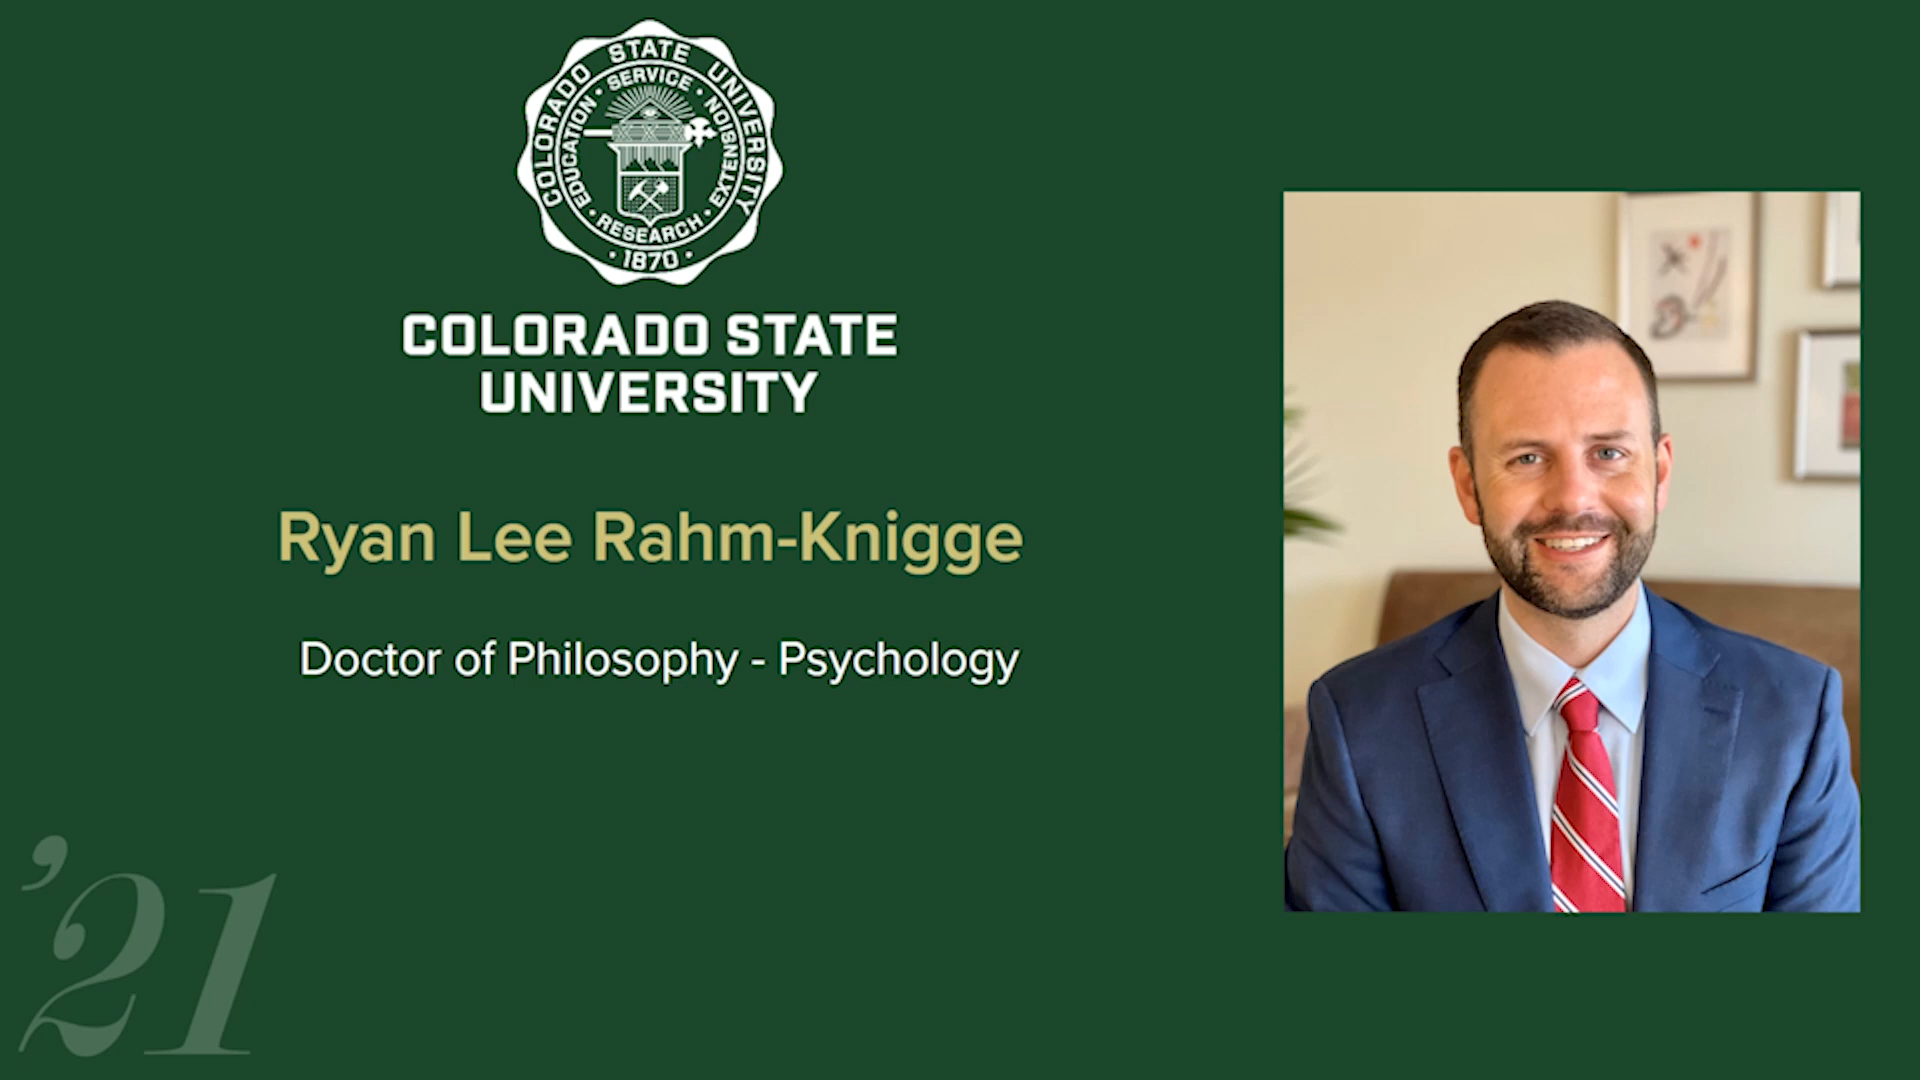 COLORADO STATE UNIVERSITY
EDUCATION • SERVICE • EXTENSION • RESEARCH
• 1870 •
COLORADO STATE
UNIVERSITY
Ryan Lee Rahm-Knigge
Doctor of Philosophy - Psychology
’21